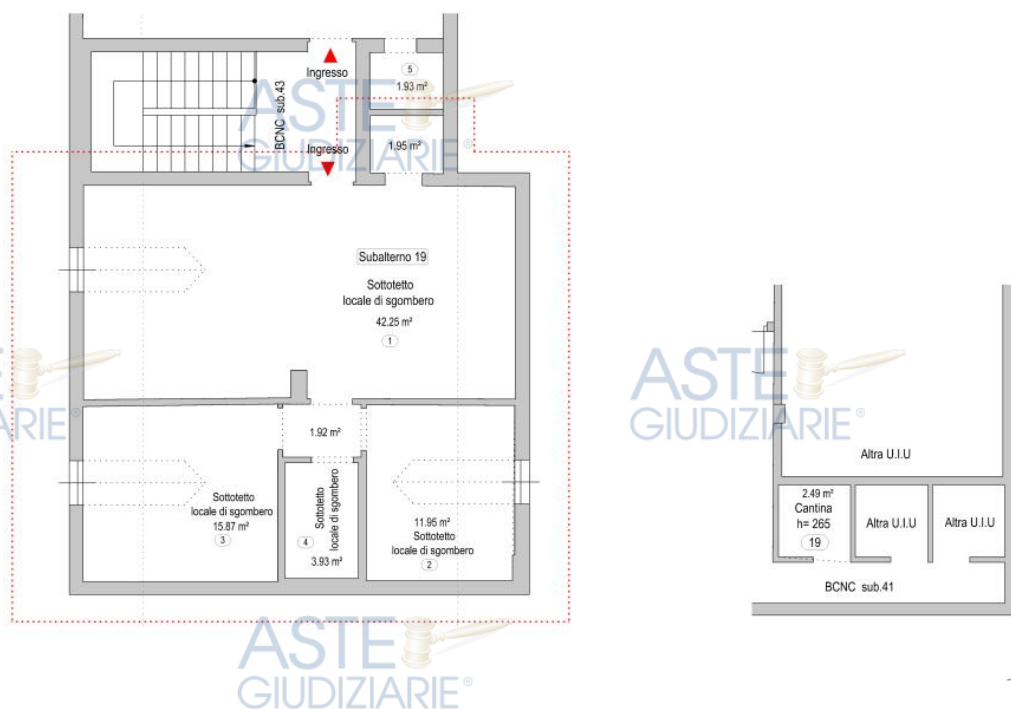 5
1.93 m²
Ingresso
BCNC sub.43
ASTE
GIUDIZIARIE®
Ingresso
1.95 m²
Subalterno 19
Sottotetto
locale di sgombero
42.25 m²
1
ASTE
GIUDIZIARIE®
1.92 m²
Sottotetto
locale di sgombero
15.87 m²
3
Sottotetto
locale di sgombero
4
3.93 m²
11.95 m²
Sottotetto
locale di sgombero
2
ASTE
GIUDIZIARIE®
ASTE
GIUDIZIARIE®
Altra U.I.U
2.49 m²
Cantina
h= 265
19
Altra U.I.U
Altra U.I.U
BCNC sub.41